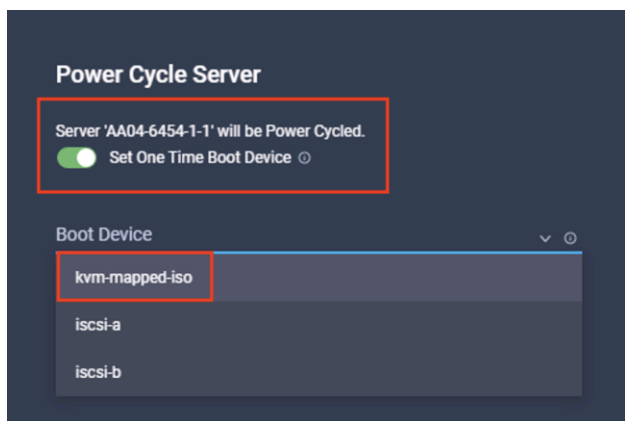 Power Cycle Server
Server 'AA04-6454-1-1' will be Power Cycled.
Set One Time Boot Device
Boot Device
kvm-mapped-iso
iscsi-a
iscsi-b